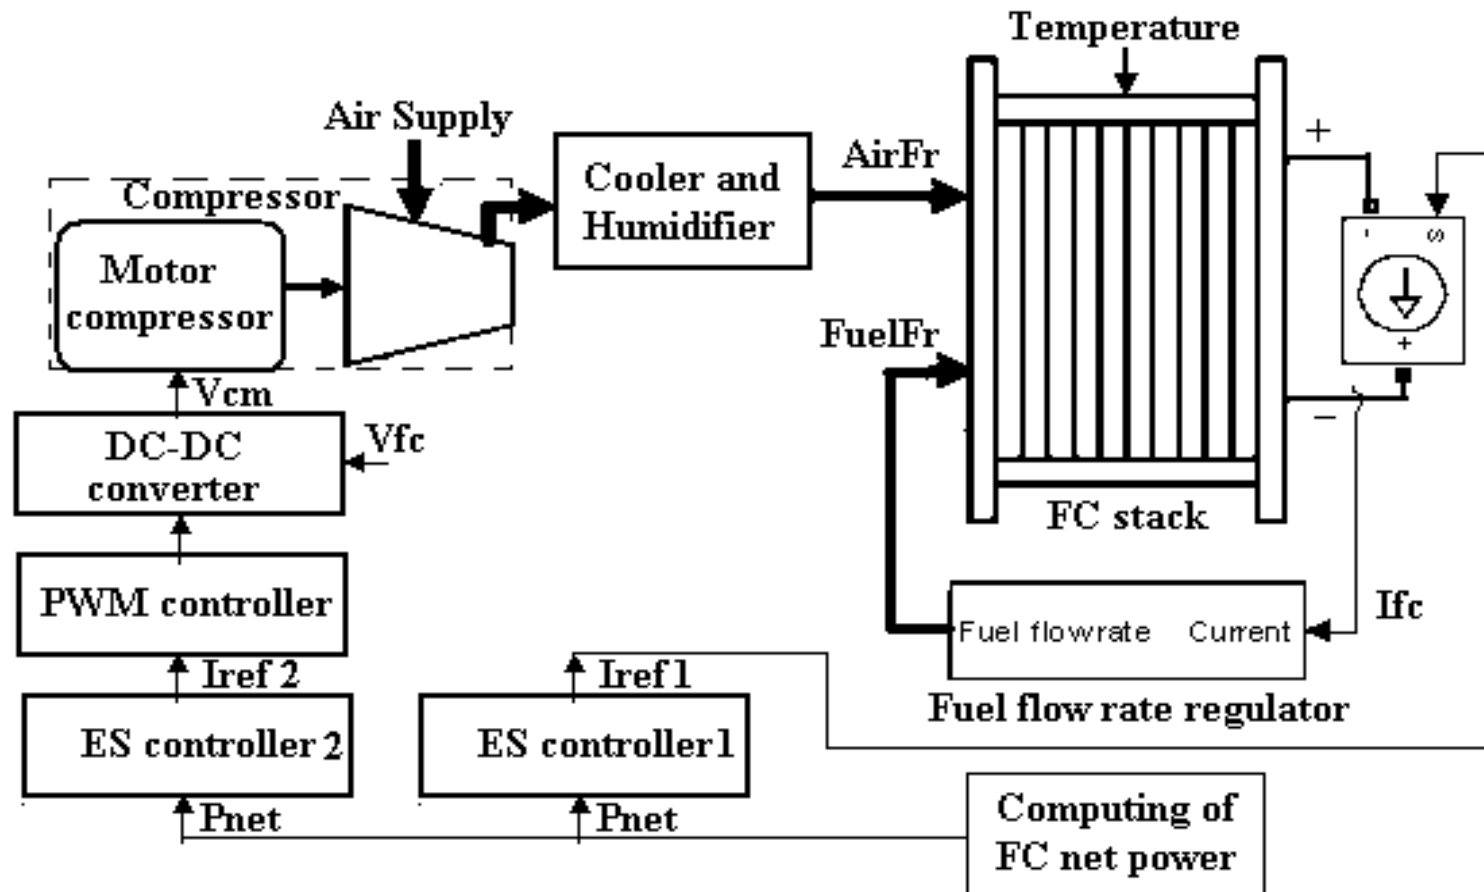 Temperature
Air Supply
Compressor
Cooler and
Humidifier
AirFr
+
-
S
Motor
compressor
+
FuelFr
Vcm
DC-DC
converter
Vfc
−
FC stack
PWM controller
Fuel flowrate Current
Ifc
Iref 2
Iref 1
Fuel flow rate regulator
ES controller 2
ES controller 1
Pnet
Pnet
Computing of
FC net power